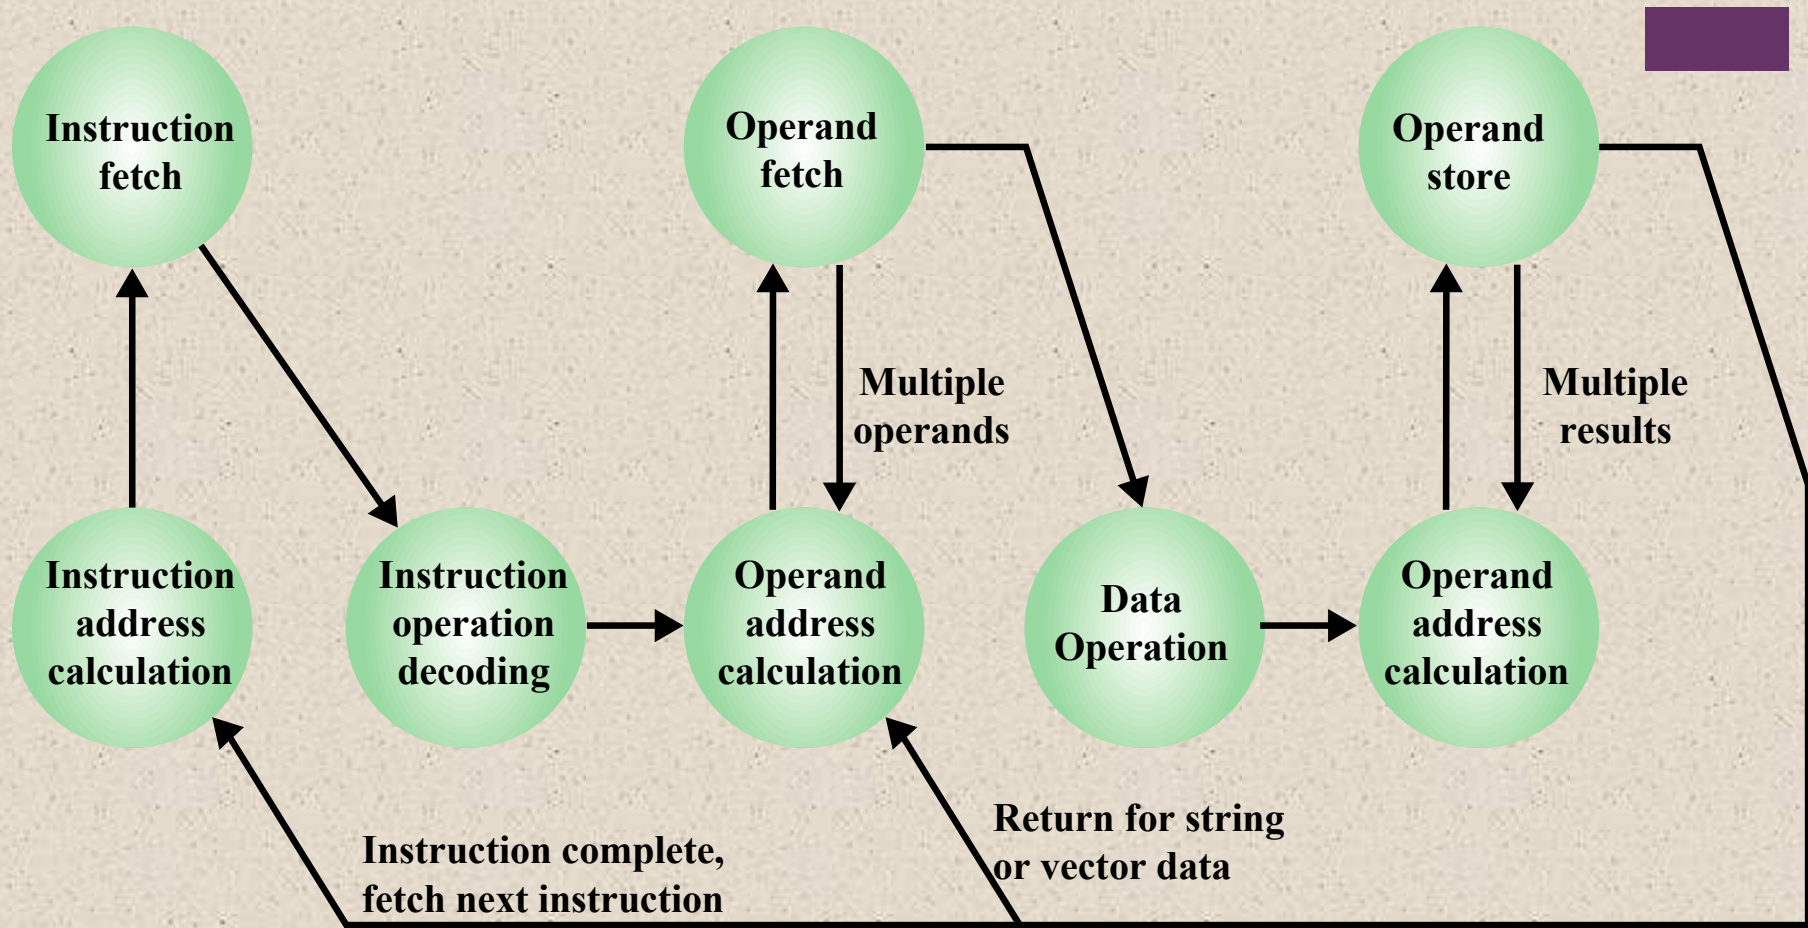 Instruction
fetch
Operand
fetch
Operand
store
Multiple
operands
Multiple
results
Instruction
address
calculation
Instruction
operation
decoding
Operand
address
calculation
Data
Operation
Operand
address
calculation
Instruction complete,
fetch next instruction
Return for string
or vector data